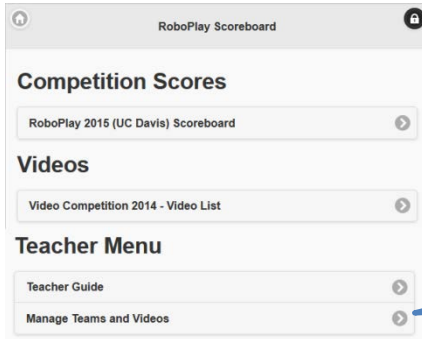 RoboPlay Scoreboard
Competition Scores
RoboPlay 2015 (UC Davis) Scoreboard
Videos
Video Competition 2014 - Video List
Teacher Menu
Teacher Guide
Manage Teams and Videos